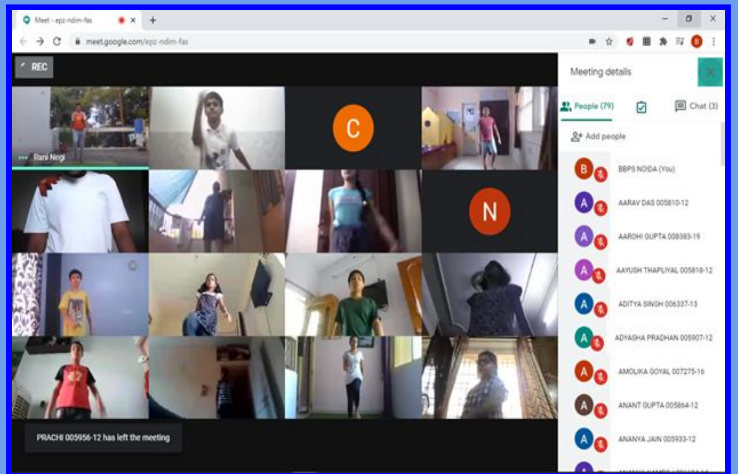 Meet - epz-ndim-fas
meet.google.com/epz-ndim-fas
REC
Rani Negi
C
N
PRACHI 005956-12 has left the meeting
Meeting details
People (79)
Chat (3)
Add people
B
BBPS NOIDA (You)
A
AARAV DAS 005810-12
A
AAROHI GUPTA 008383-19
A
AAYUSH THAPLIYAL 005818-12
A
ADITYA SINGH 006337-13
A
ADYASHA PRADHAN 005907-12
A
AMOLIKA GOYAL 007275-16
A
ANANT GUPTA 005864-12
A
ANANYA JAIN 005933-12